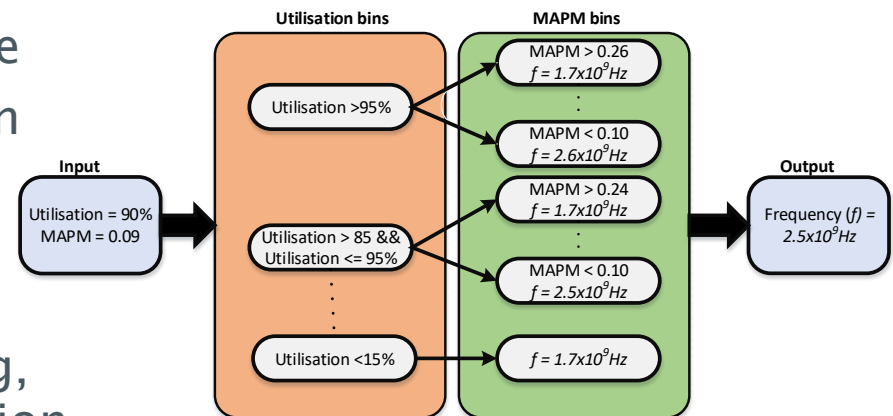 e
n
g,
Utilisation bins
MAPM bins
Input
Utilisation = 90%
MAPM = 0.09
Utilisation >95%
Utilisation > 85 &&
Utilisation <= 95%
Utilisation <15%
MAPM > 0.26
f = 1.7x10⁹Hz
MAPM < 0.10
f = 2.6x10⁹Hz
MAPM > 0.24
f = 1.7x10⁹Hz
MAPM < 0.10
f = 2.5x10⁹Hz
f = 1.7x10⁹Hz
Output
Frequency (f) =
2.5x10⁹Hz